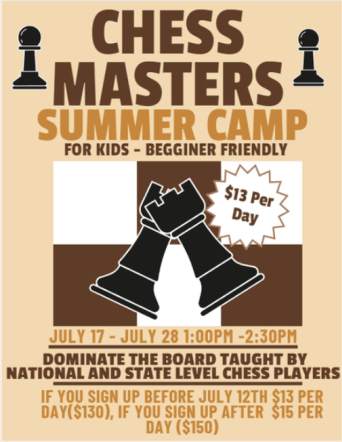 CHESS
MASTERS
SUMMER CAMP
FOR KIDS - BEGGINER FRIENDLY
$13 Per
Day
JULY 17 - JULY 28 1:00PM -2:30PM
DOMINATE THE BOARD TAUGHT BY
NATIONAL AND STATE LEVEL CHESS PLAYERS
IF YOU SIGN UP BEFORE JULY 12TH $13 PER
DAY($130), IF YOU SIGN UP AFTER $15 PER
DAY ($150)